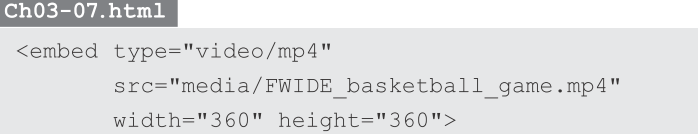 Ch03-07.html
<embed type="video/mp4"
src="media/FWIDE_basketball_game.mp4"
width="360" height="360">